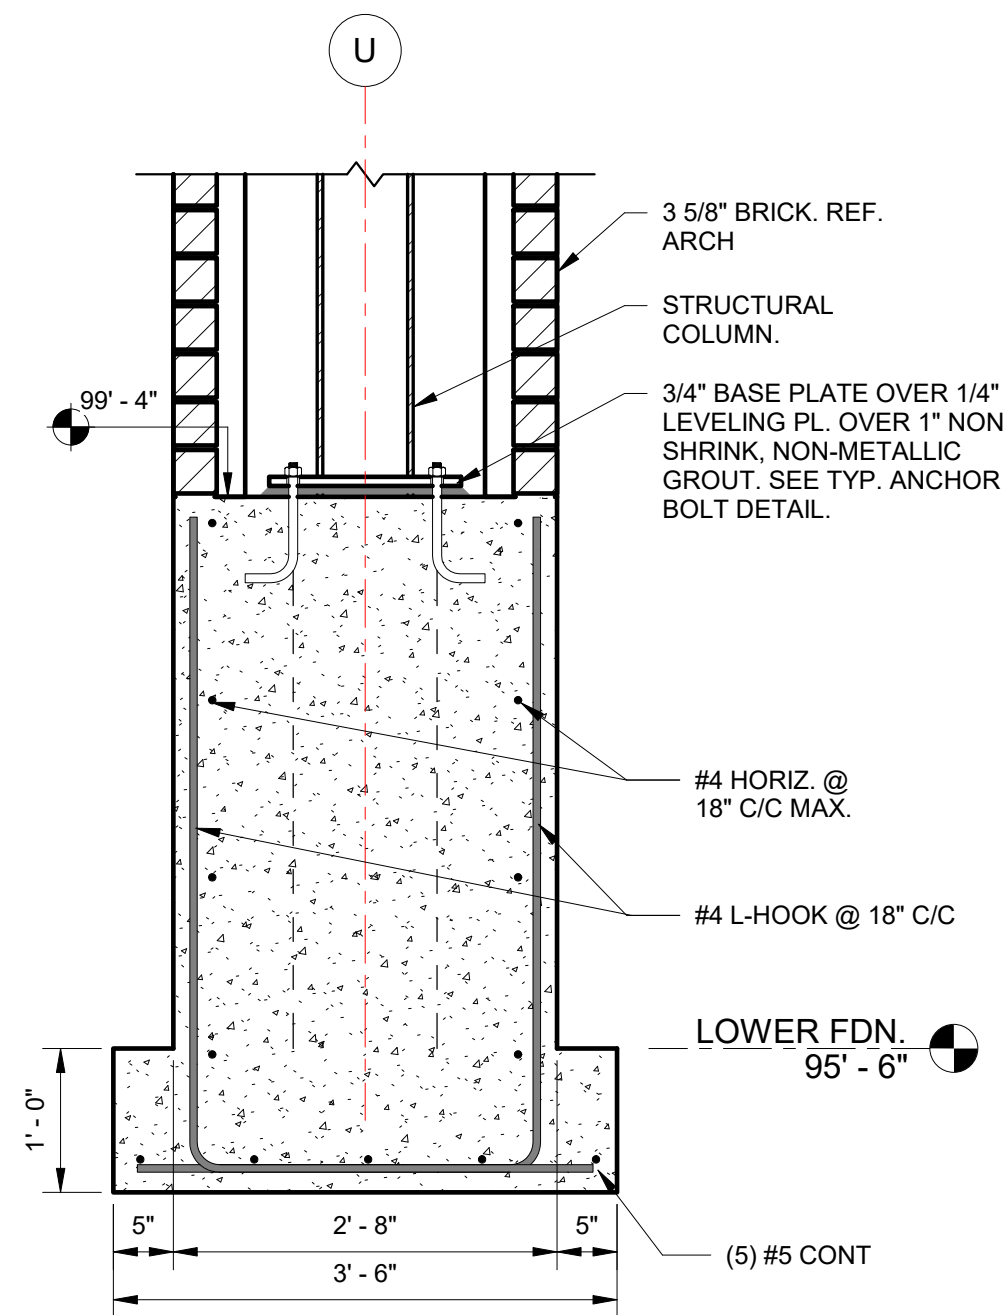 U
3 5/8" BRICK. REF.
ARCH
STRUCTURAL
COLUMN.
99' - 4"
3/4" BASE PLATE OVER 1/4"
LEVELING PL. OVER 1" NON
SHRINK, NON-METALLIC
GROUT. SEE TYP. ANCHOR
BOLT DETAIL.
#4 HORIZ. @
18" C/C MAX.
#4 L-HOOK @ 18" C/C
LOWER FDN.
95' - 6"
1' - 0"
5"
2' - 8"
5"
3' - 6"
(5) #5 CONT